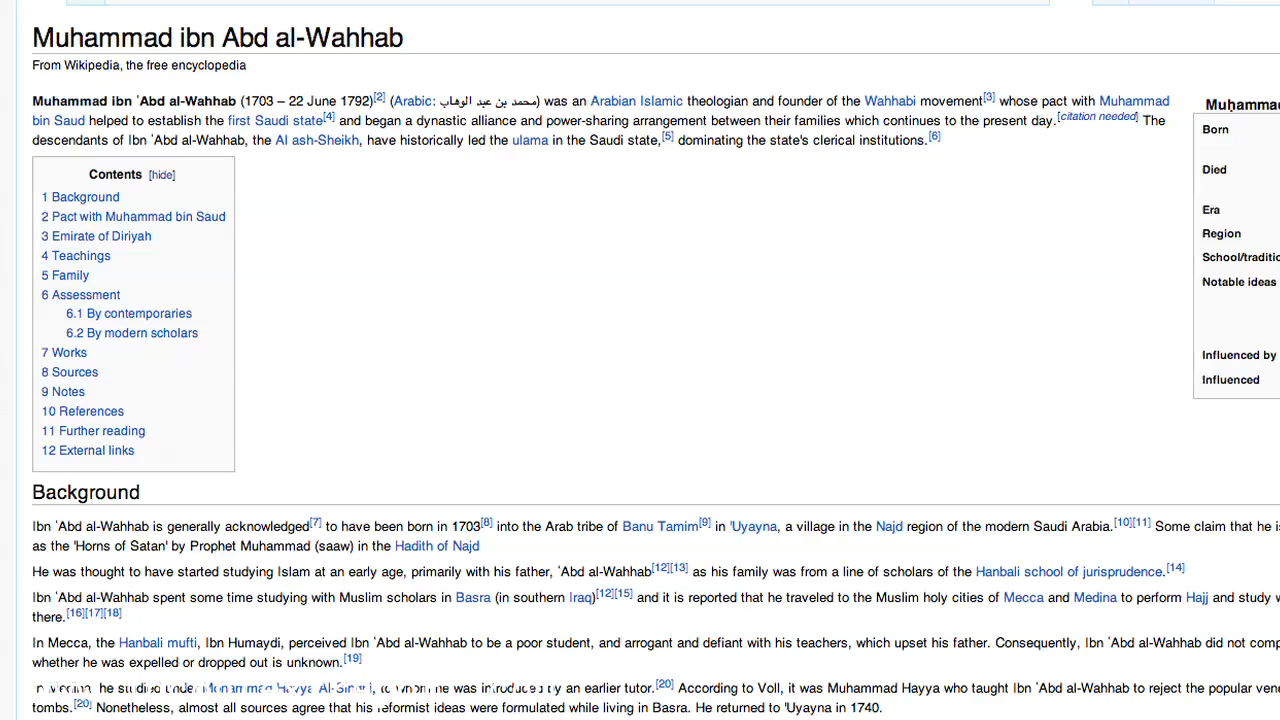 Muhammad ibn Abd al-Wahhab
From Wikipedia, the free encyclopedia
Muhammad ibn ʿAbd al-Wahhab (1703 – 22 June 1792)[2] (Arabic: محمد بن عبد الوهاب) was an Arabian Islamic theologian and founder of the Wahhabi movement[3] whose pact with Muhammad
bin Saud helped to establish the first Saudi state[4] and began a dynastic alliance and power-sharing arrangement between their families which continues to the present day.[citation needed] The
descendants of Ibn ʿAbd al-Wahhab, the Al ash-Sheikh, have historically led the ulama in the Saudi state,[5] dominating the state's clerical institutions.[6]
Muḥammad
Born
Died
Era
Region
School/traditio
Notable ideas
Influenced by
Influenced
Contents [hide]
1 Background
2 Pact with Muhammad bin Saud
3 Emirate of Diriyah
4 Teachings
5 Family
6 Assessment
6.1 By contemporaries
6.2 By modern scholars
7 Works
8 Sources
9 Notes
10 References
11 Further reading
12 External links
Background
Ibn ʿAbd al-Wahhab is generally acknowledged[7] to have been born in 1703[8] into the Arab tribe of Banu Tamim[9] in 'Uyayna, a village in the Najd region of the modern Saudi Arabia.[10][11] Some claim that he is
as the 'Horns of Satan' by Prophet Muhammad (saaw) in the Hadith of Najd
He was thought to have started studying Islam at an early age, primarily with his father, ʿAbd al-Wahhab[12][13] as his family was from a line of scholars of the Hanbali school of jurisprudence.[14]
Ibn ʿAbd al-Wahhab spent some time studying with Muslim scholars in Basra (in southern Iraq)[12][15] and it is reported that he traveled to the Muslim holy cities of Mecca and Medina to perform Hajj and study w
there.[16][17][18]
In Mecca, the Hanbali mufti, Ibn Humaydi, perceived Ibn ʿAbd al-Wahhab to be a poor student, and arrogant and defiant with his teachers, which upset his father. Consequently, Ibn ʿAbd al-Wahhab did not comp
whether he was expelled or dropped out is unknown.[19]
he studied under Hayya to whom he was introduced by an earlier tutor.[20] According to Voll, it was Muhammad Hayya who taught Ibn ʿAbd al-Wahhab to reject the popular vene
tombs.[20] Nonetheless, almost all sources agree that his reformist ideas were formulated while living in Basra. He returned to 'Uyayna in 1740.